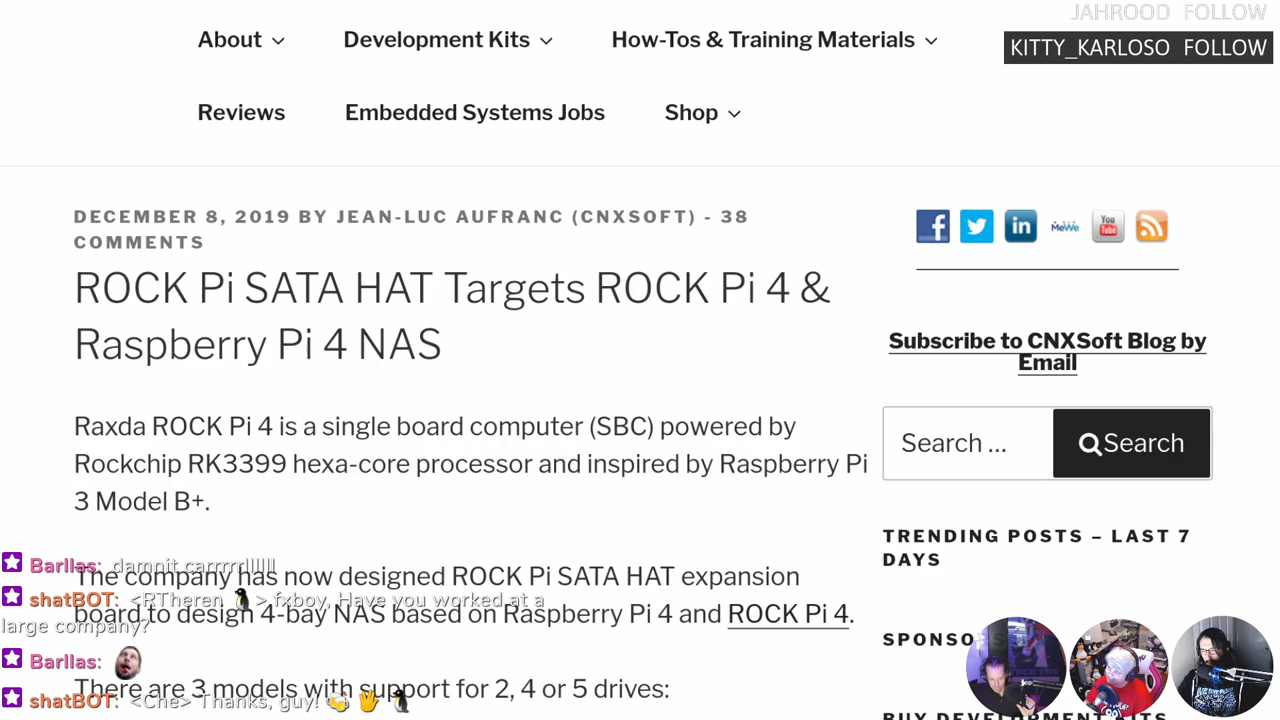 JAHROOD FOLLOW
About
Development Kits
How-Tos & Training Materials
KITTY_KARLOSO FOLLOW
Reviews
Embedded Systems Jobs
Shop
DECEMBER 8, 2019 BY JEAN-LUC AUFRANC (CNXSOFT) - 38
COMMENTS
ROCK Pi SATA HAT Targets ROCK Pi 4 &
Raspberry Pi 4 NAS
MeWe
You
Tube
Subscribe to CNXSoft Blog by
Email
Search ...
Search
Raxda ROCK Pi 4 is a single board computer (SBC) powered by
Rockchip RK3399 hexa-core processor and inspired by Raspberry Pi
3 Model B+.
TRENDING POSTS – LAST 7
DAYS
Barllas: damnit carrrrrllllll
The company has now designed ROCK Pi SATA HAT expansion
shatBOT: <RTheren > fxboy, Have you worked at a
board to design 4-bay NAS based on Raspberry Pi 4 and ROCK Pi 4.
large company?
Barllas:
There are 3 models with support for 2, 4 or 5 drives:
shatBOT: <Che> Thanks, guy!